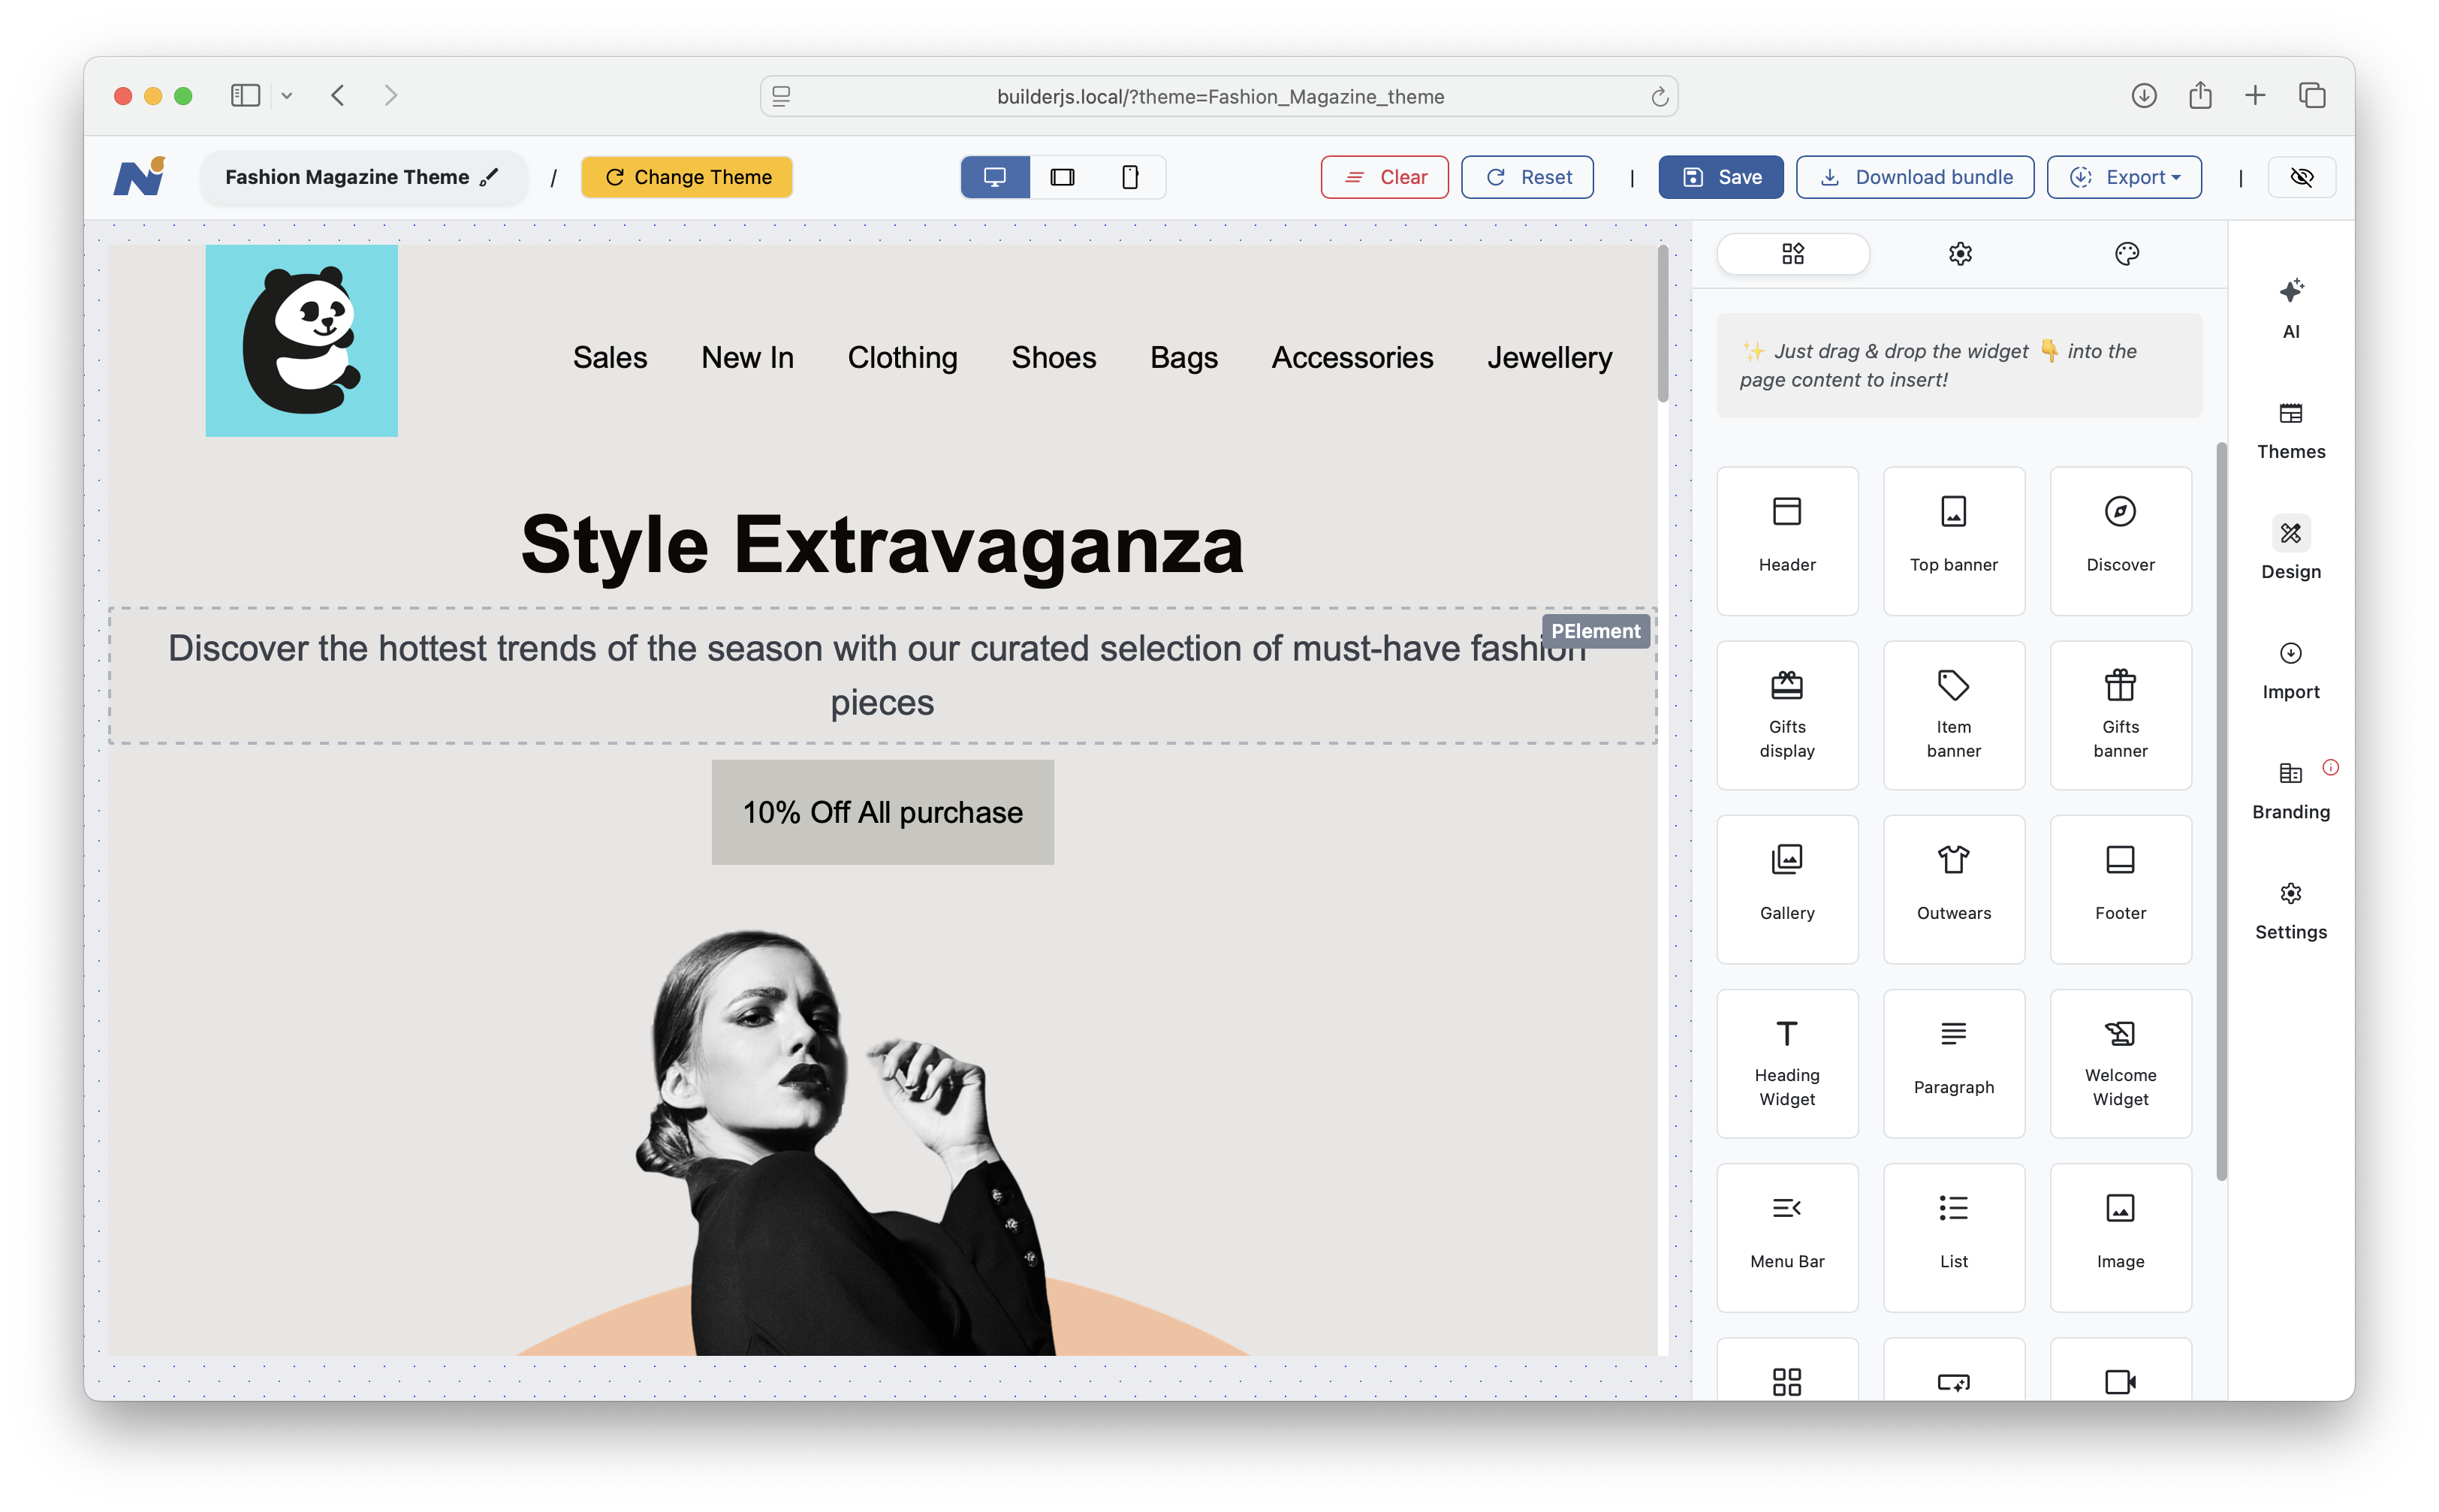 builderjs.local/?theme=Fashion_Magazine_theme
Fashion Magazine Theme
/
Change Theme
Clear
Reset
|
Save
Download bundle
Export
|
Sales New In Clothing Shoes Bags Accessories Jewellery
Style Extravaganza
PElement
Discover the hottest trends of the season with our curated selection of must-have fashion
pieces
10% Off All purchase
✨ Just drag & drop the widget 👇 into the
page content to insert!
Header
Top banner
Discover
Gifts
display
Item
banner
Gifts
banner
Gallery
Outwears
Footer
Heading
Widget
Paragraph
Welcome
Widget
Menu Bar
List
Image
AI
Themes
Design
Import
Branding
Settings